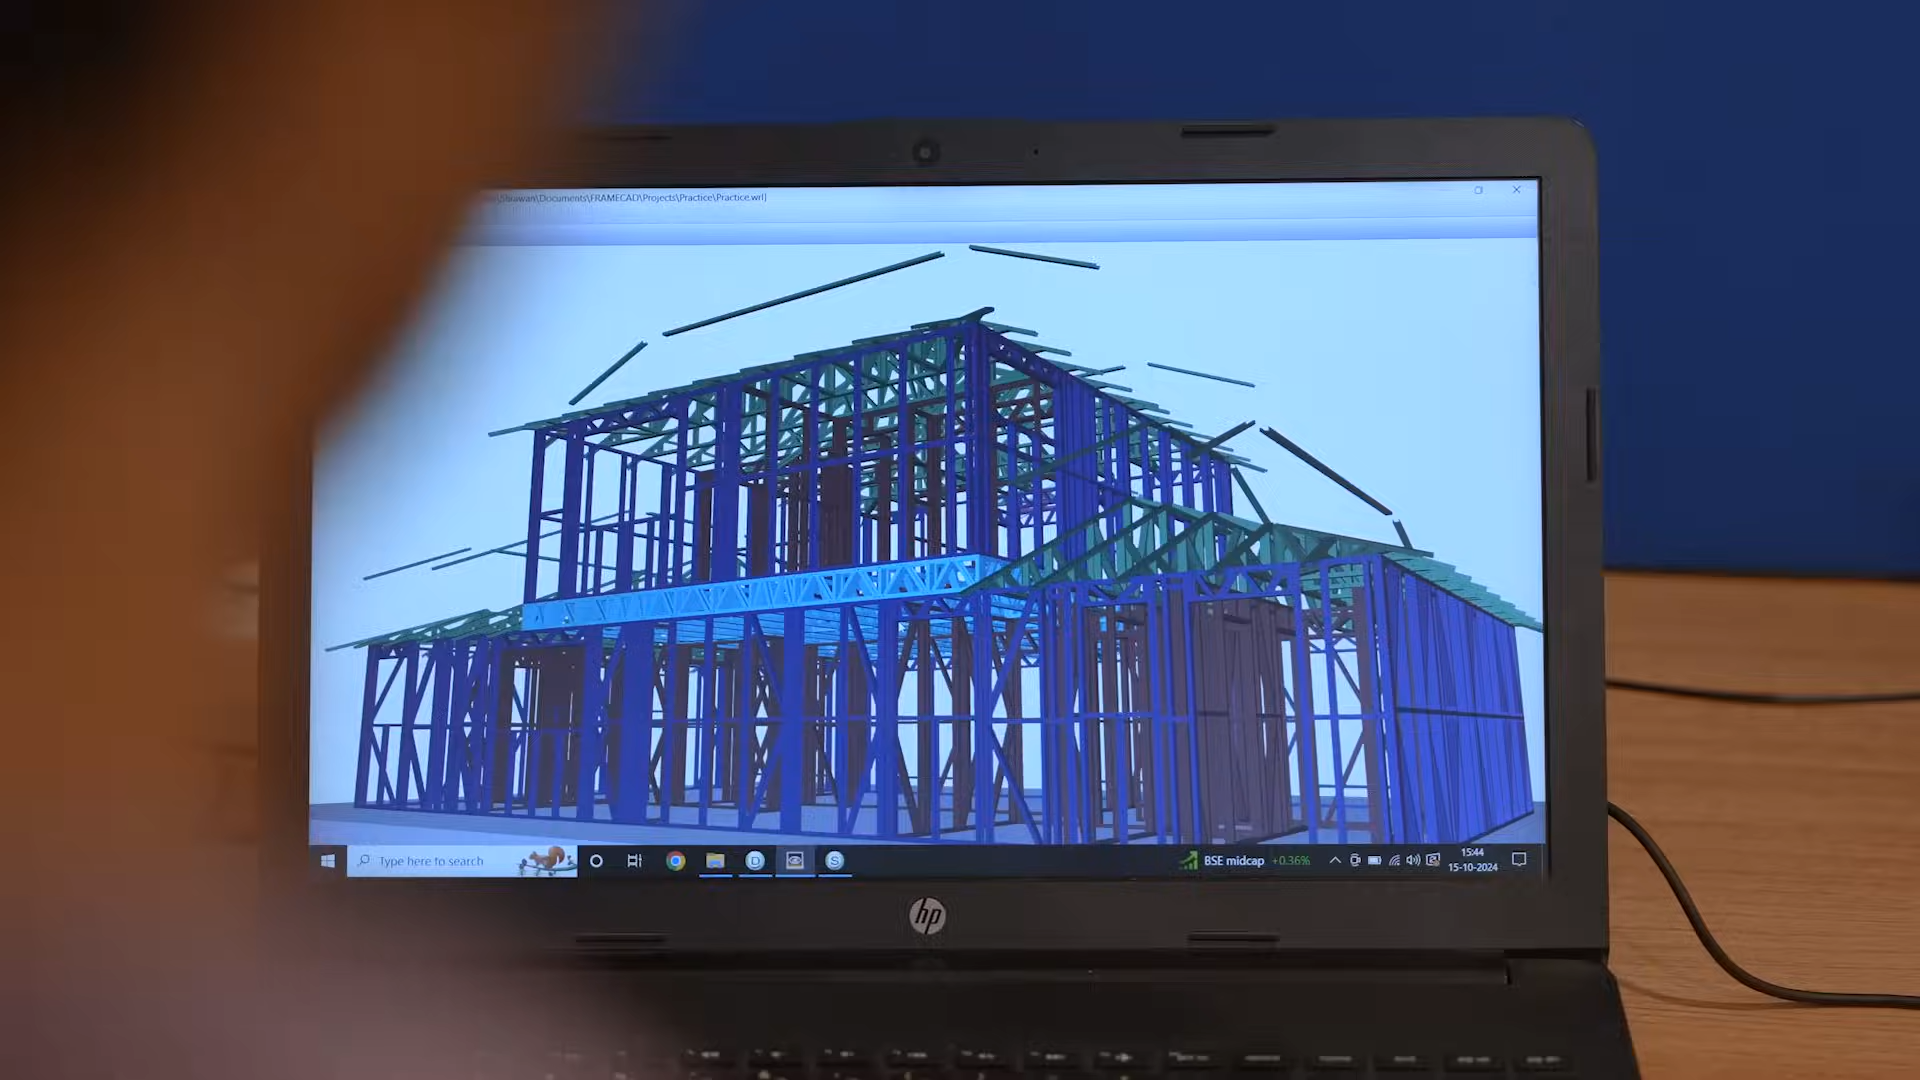 \Documents\FRAMECAD\Projects\Practice\Practice.wrl]
Type here to search
D
S
BSE midcap +0.36%
15:44
15-10-2024
hp